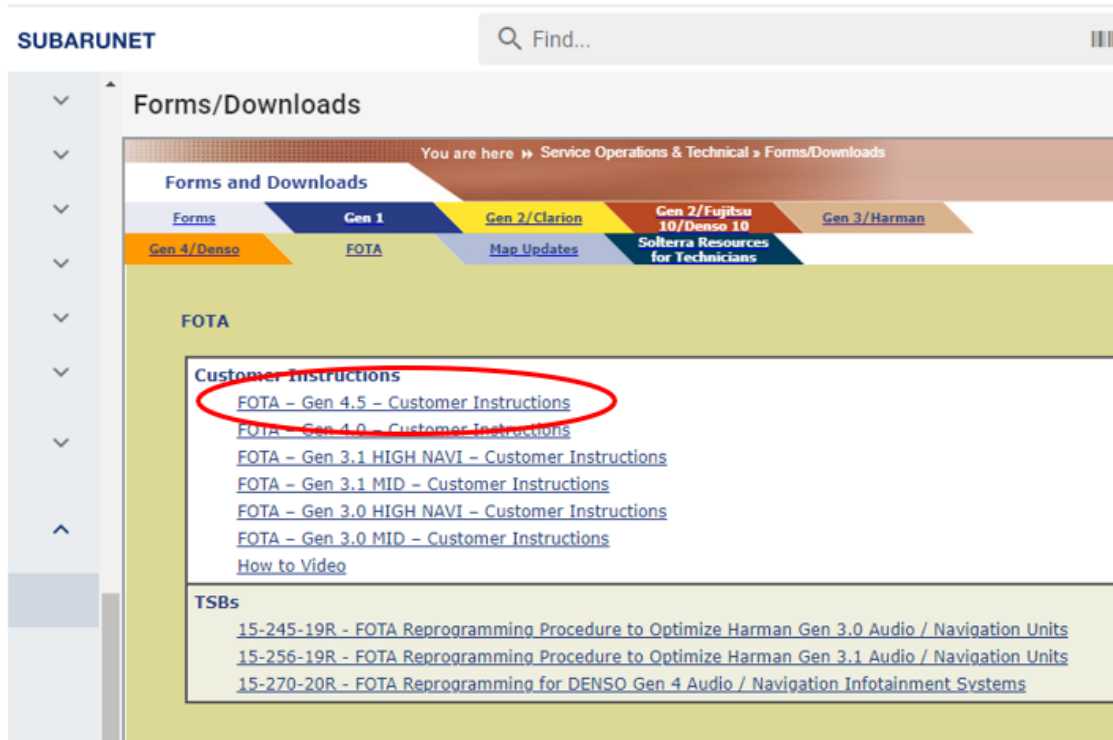 SUBARUNET
Find...
Forms/Downloads
You are here » Service Operations & Technical » Forms/Downloads
Forms and Downloads
Forms
Gen 1
Gen 2/Clarion
Gen 2/Fujitsu
10/Denso 10
Gen 3/Harman
Gen 4/Denso
FOTA
Map Updates
Solterra Resources
for Technicians
FOTA
Customer Instructions
FOTA – Gen 4.5 – Customer Instructions
FOTA – Gen 4.0 – Customer Instructions
FOTA – Gen 3.1 HIGH NAVI – Customer Instructions
FOTA – Gen 3.1 MID – Customer Instructions
FOTA – Gen 3.0 HIGH NAVI – Customer Instructions
FOTA – Gen 3.0 MID – Customer Instructions
How to Video
TSBs
15-245-19R - FOTA Reprogramming Procedure to Optimize Harman Gen 3.0 Audio / Navigation Units
15-256-19R - FOTA Reprogramming Procedure to Optimize Harman Gen 3.1 Audio / Navigation Units
15-270-20R - FOTA Reprogramming for DENSO Gen 4 Audio / Navigation Infotainment Systems